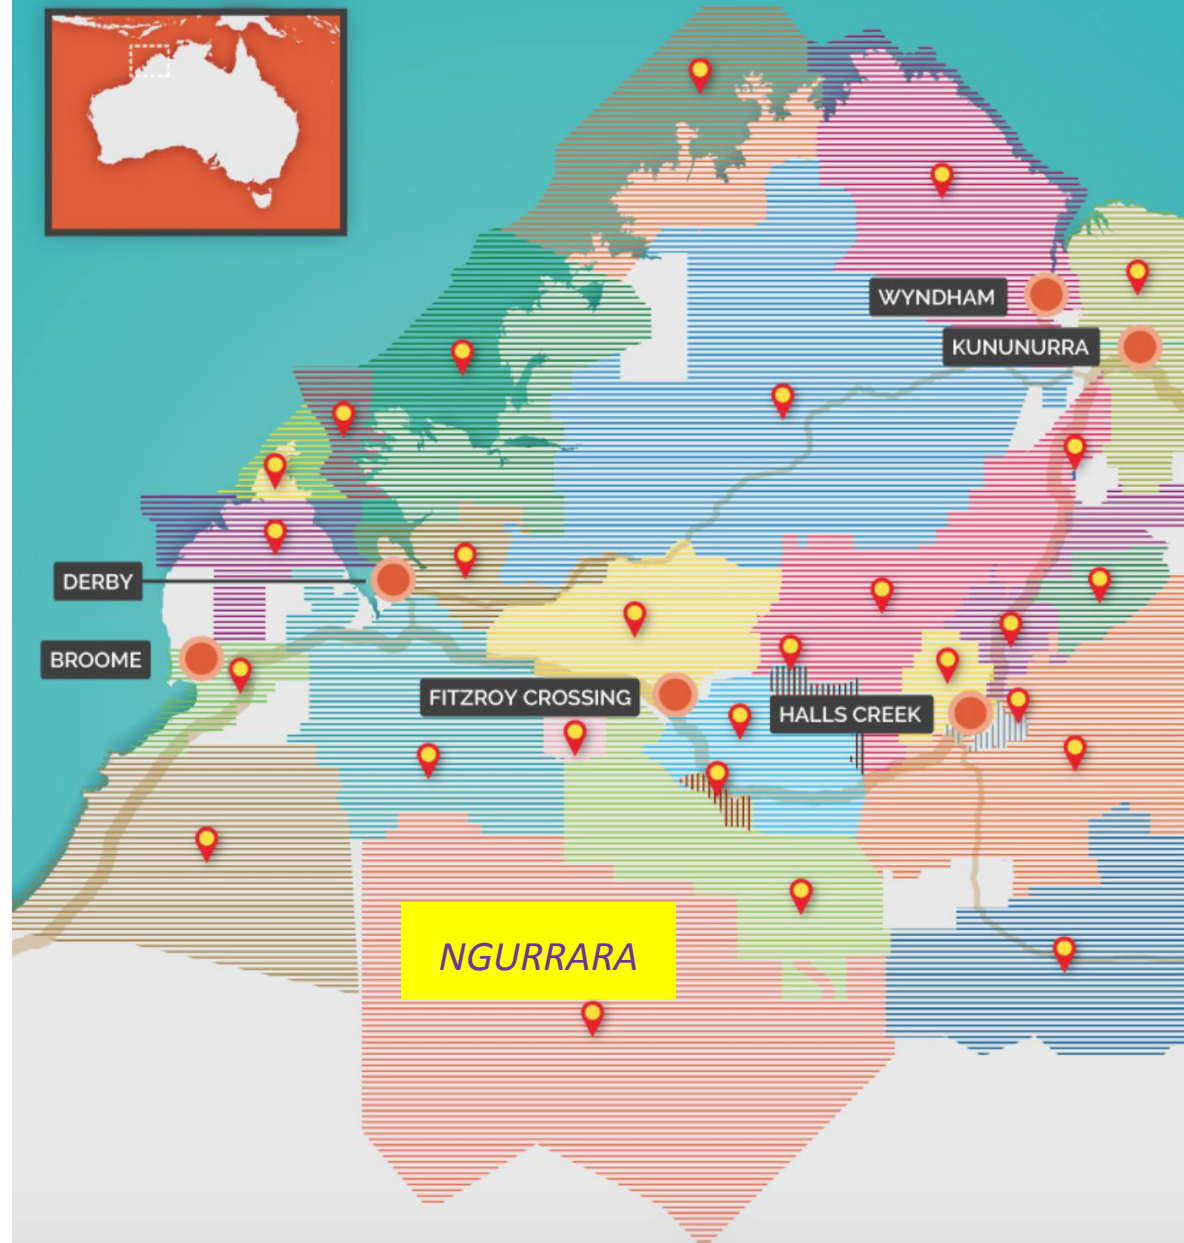 WYNDHAM
KUNUNURRA
DERBY
BROOME
FITZROY CROSSING
HALLS CREEK
NGURRARA